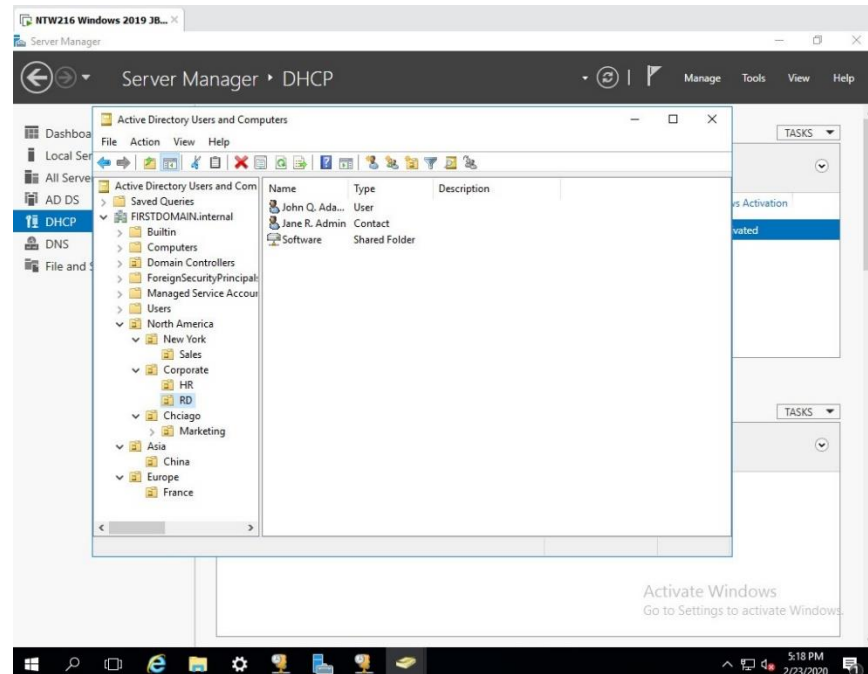 NTW216 Windows 2019 JB...
Server Manager
Server Manager • DHCP
Manage Tools View Help
Active Directory Users and Computers
File Action View Help
Dashboa
Local Ser
All Serve
AD DS
DHCP
DNS
File and S
Active Directory Users and Com
Saved Queries
FIRSTDOMAIN.internal
Builtin
Computers
Domain Controllers
ForeignSecurityPrincipals
Managed Service Accour
Users
North America
New York
Sales
Corporate
HR
RD
Chciago
Marketing
Asia
China
Europe
France
Name Type Description
John Q. Ada... User
Jane R. Admin Contact
Software Shared Folder
TASKS
vs Activation
vated
TASKS
Activate Windows
Go to Settings to activate Windows.
5:18 PM
2/23/2020